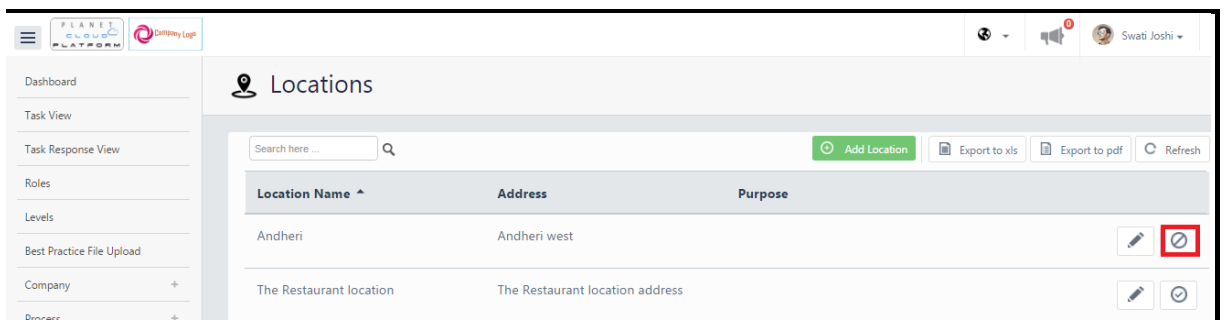 PLANET
CLOUD
PLATFORM
Company Logo
0
Swati Joshi
Dashboard
Locations
Task View
Task Response View
Search here ...
Add Location
Export to xls
Export to pdf
Refresh
Roles
Location Name
Address
Purpose
Levels
Andheri
Andheri west
Best Practice File Upload
Company +
The Restaurant location
The Restaurant location address
Process +